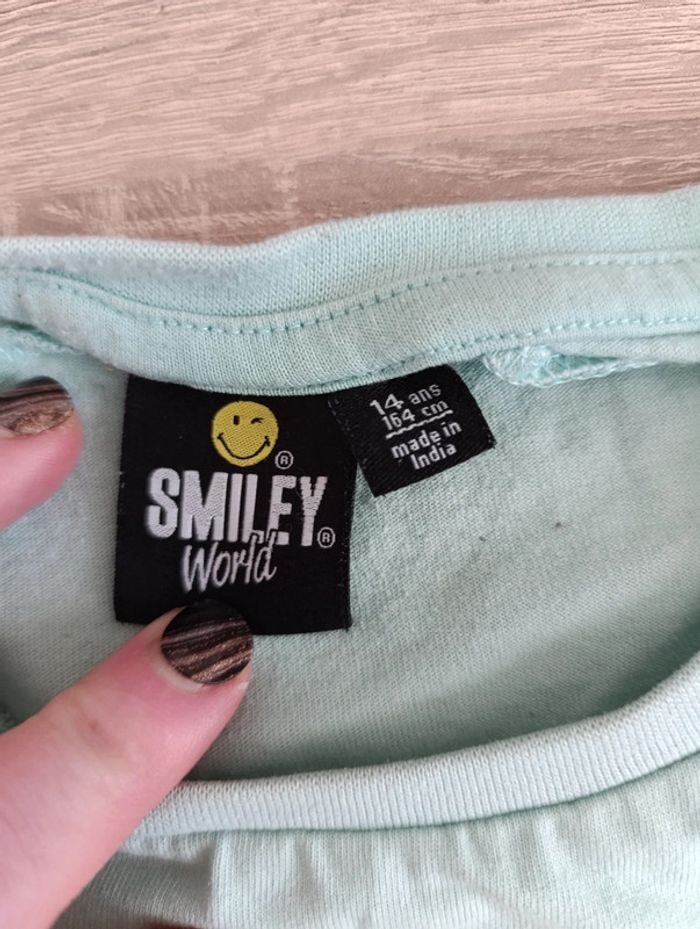 ®
SMILEY®
World
14 ans
164 cm
made in
India